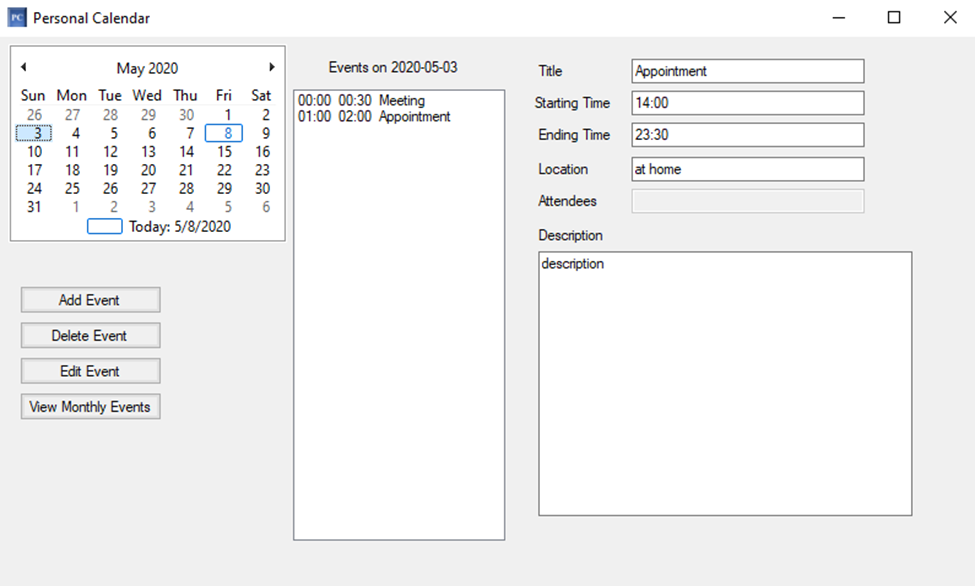 PC Personal Calendar
May 2020
Sun Mon Tue Wed Thu Fri Sat
26 27 28 29 30 1 2
3 4 5 6 7 8 9
10 11 12 13 14 15 16
17 18 19 20 21 22 23
24 25 26 27 28 29 30
31 1 2 3 4 5 6
Today: 5/8/2020
Add Event
Delete Event
Edit Event
View Monthly Events
Events on 2020-05-03
00:00 00:30 Meeting
01:00 02:00 Appointment
Title Appointment
Starting Time 14:00
Ending Time 23:30
Location at home
Attendees
Description
description